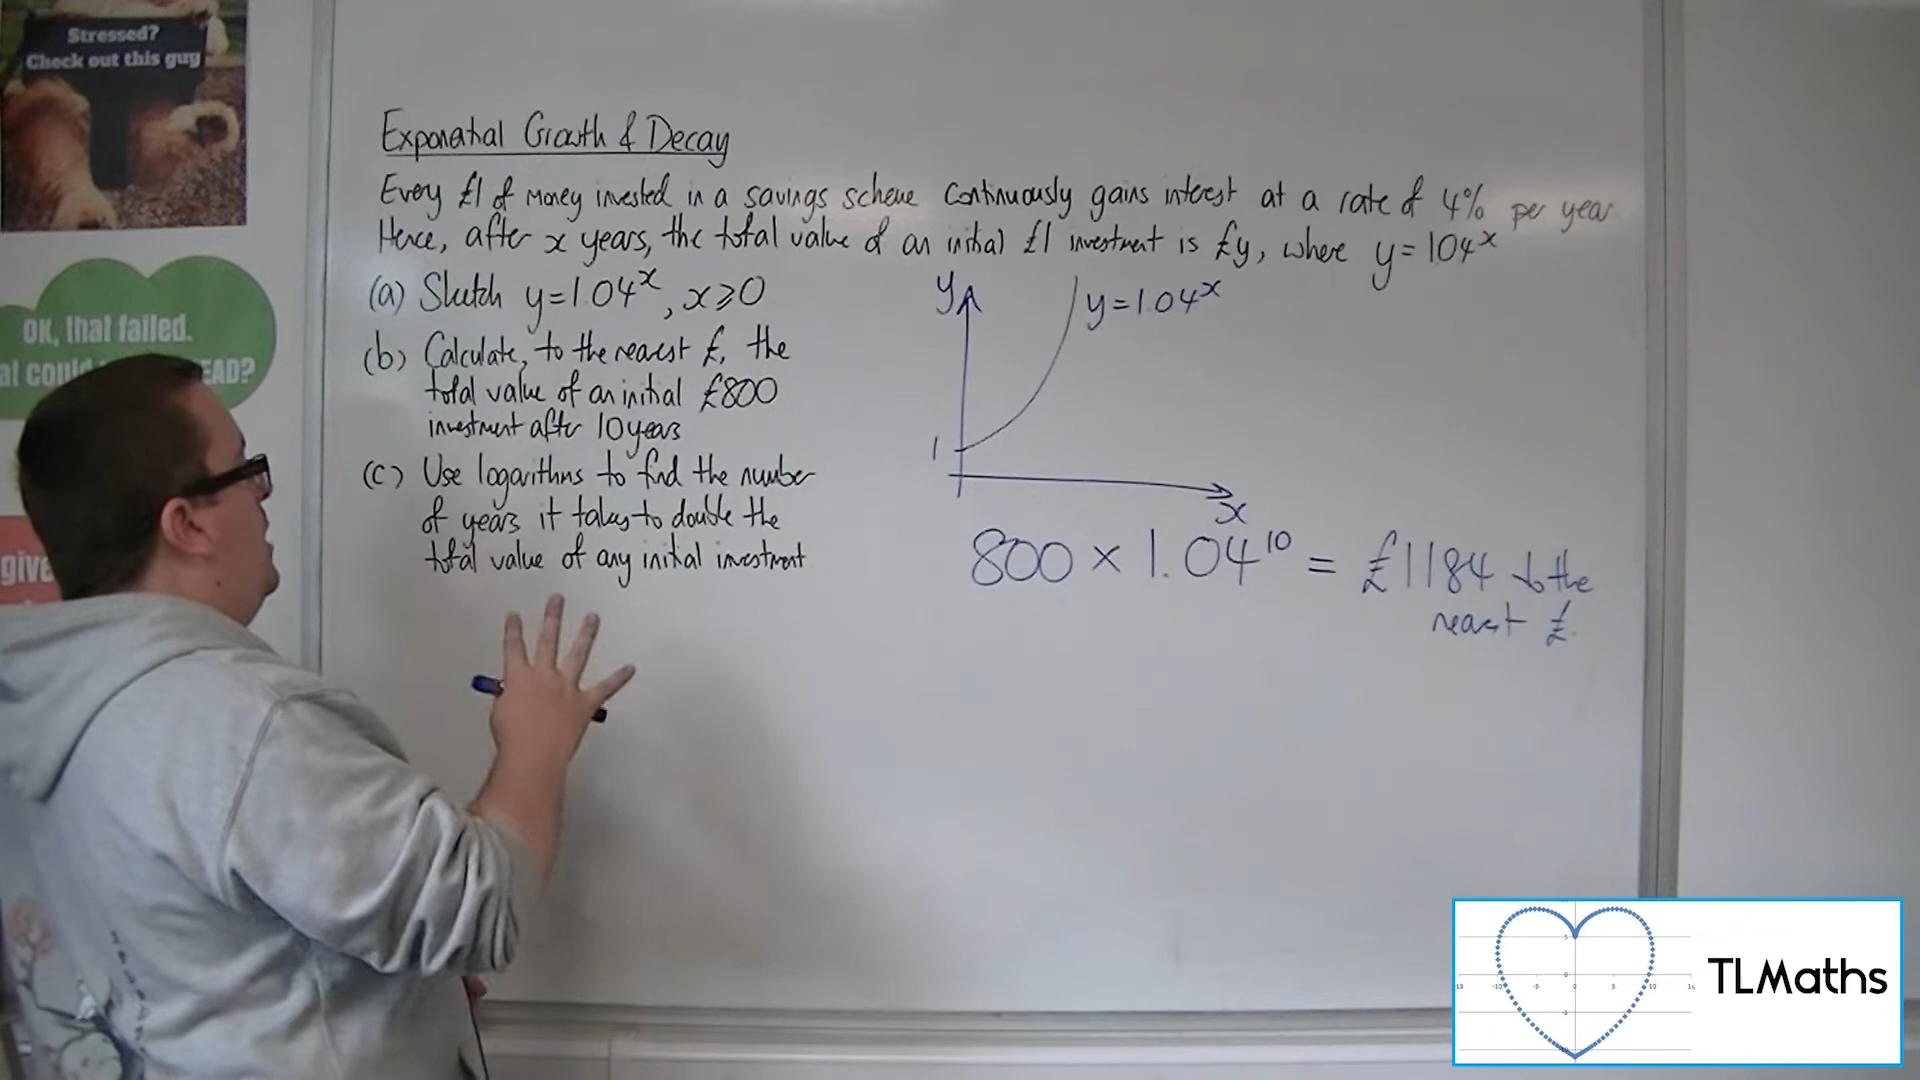 Stressed?
Check out this guy
OK, that failed.
at could
EAD?
give
Exponential Growth & Decay
Every £1 of money invested in a savings scheme continuously gains interest at a rate of 4% per year
Hence, after x years, the total value of an initial £1 investment is £y, where y = 1.04^x
(a) Sketch y=1.04^x, x⩾0
(b) Calculate, to the nearest £, the
total value of an initial £800
investment after 10 years
(c) Use logarithms to find the number
of years it takes to double the
total value of any initial investment
y
y=1.04^x
1
x
800 × 1.04^10 = £1184 to the
nearest £.
TLMaths